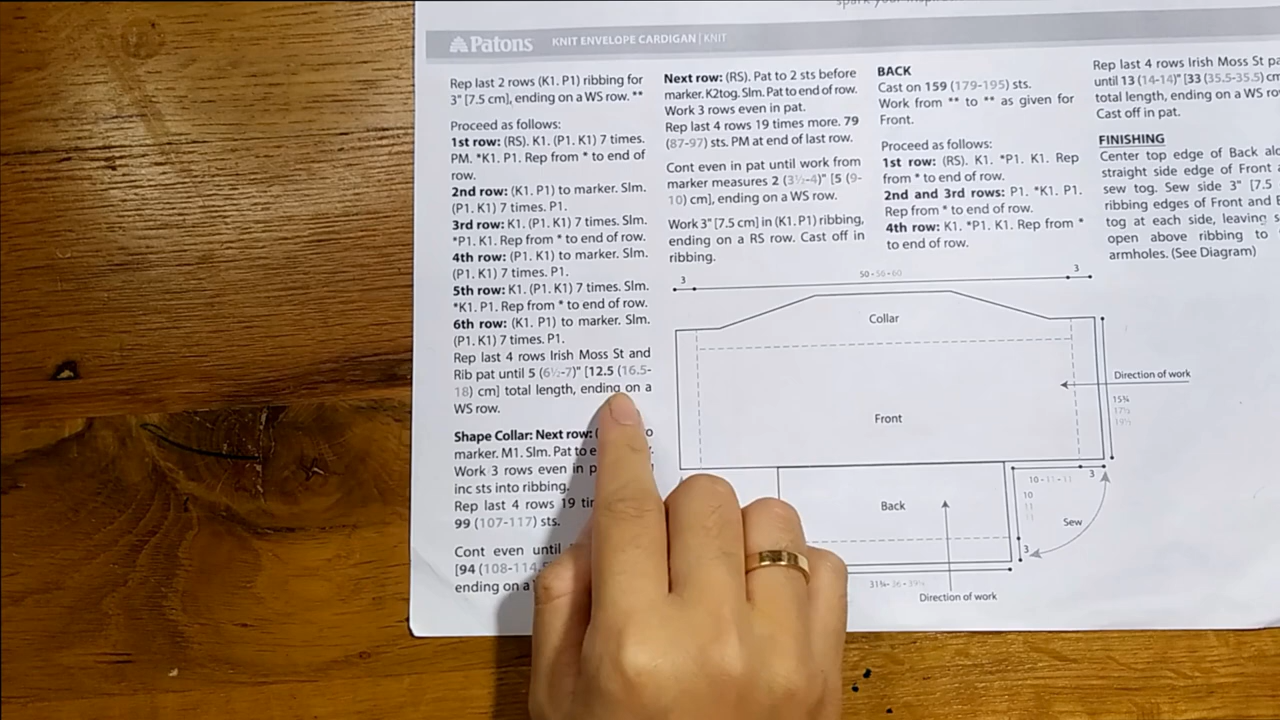 Patons KNIT ENVELOPE CARDIGAN | KNIT
Rep last 2 rows (K1. P1) ribbing for
3" [7.5 cm], ending on a WS row. **
Proceed as follows:
1st row: (RS). K1. (P1. K1) 7 times.
PM. *K1. P1. Rep from * to end of
row.
2nd row: (K1. P1) to marker. Slm.
(P1. K1) 7 times. P1.
3rd row: K1. (P1. K1) 7 times. Slm.
*P1. K1. Rep from * to end of row.
4th row: (P1. K1) to marker. Slm.
(P1. K1) 7 times. P1.
5th row: K1. (P1. K1) 7 times. Slm.
*K1. P1. Rep from * to end of row.
6th row: (K1. P1) to marker. Slm.
(P1. K1) 7 times. P1.
Rep last 4 rows Irish Moss St and
Rib pat until 5 (6½-7)" [12.5 (16.5-
18) cm] total length, ending on a
WS row.
Shape Collar: Next row:
marker. M1. Slm. Pat to
Work 3 rows even in
inc sts into ribbing.
Rep last 4 rows 19
99 (107-117) sts.
Cont even until
[94 (108-114.
ending on a
Next row: (RS). Pat to 2 sts before
marker. K2tog. Slm. Pat to end of row.
Work 3 rows even in pat.
Rep last 4 rows 19 times more. 79
(87-97) sts. PM at end of last row.
Cont even in pat until work from
marker measures 2 (3½-4)" [5 (9-
10) cm], ending on a WS row.
Work 3" [7.5 cm] in (K1. P1) ribbing,
ending on a RS row. Cast off in
ribbing.
BACK
Cast on 159 (179-195) sts.
Work from ** to ** as given for
Front.
Proceed as follows:
1st row: (RS). K1. *P1. K1. Rep
from * to end of row.
2nd and 3rd rows: P1. *K1. P1.
Rep from * to end of row.
4th row: K1. *P1. K1. Rep from *
to end of row.
Rep last 4 rows Irish Moss St
until 13 (14-14)" [33 (35.5-35.5)
total length, ending on a WS
Cast off in pat.
FINISHING
Center top edge of Back
straight side edge of Front
sew tog. Sew side 3" [7.5
ribbing edges of Front and
tog at each side, leaving
open above ribbing to
armholes. (See Diagram)
3
50-56-60
3
Collar
Direction of work
15¾
17½
19½
Front
10-11-11
3
10
11
11
Back
Sew
3
31¾-36-39½
Direction of work